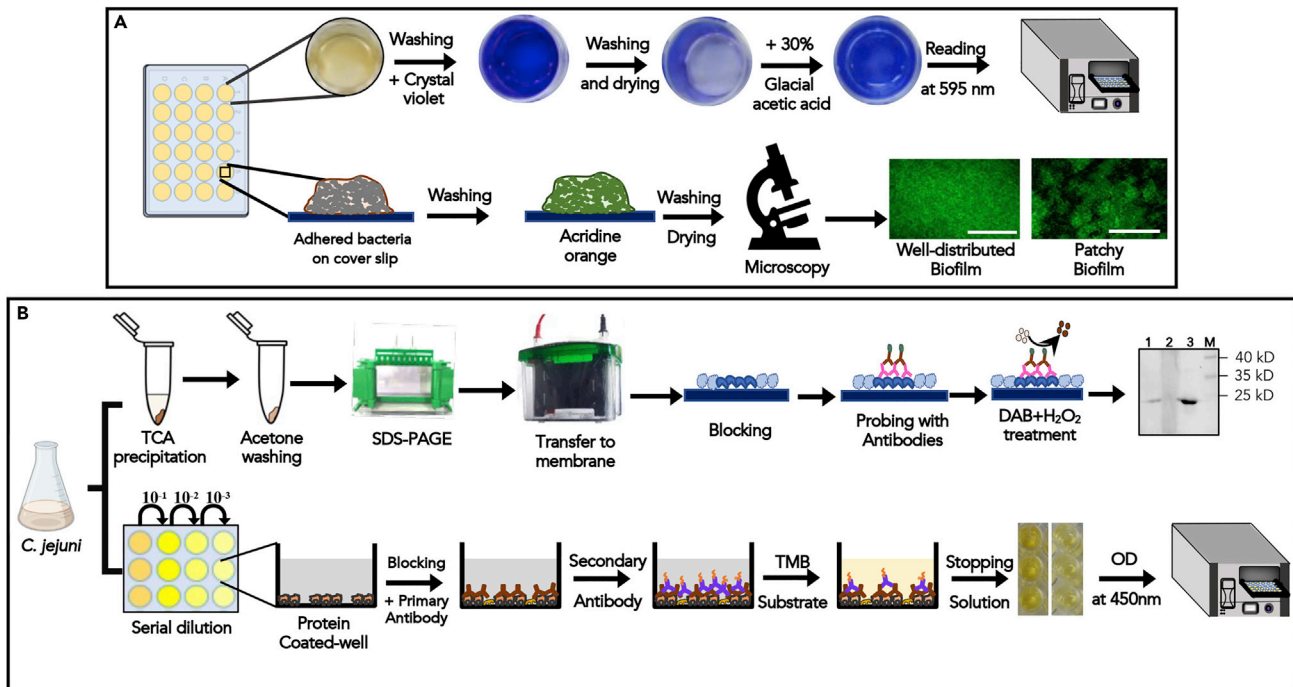 A
Washing
+ Crystal
violet
Washing
and drying
+ 30%
Glacial
acetic acid
Reading
at 595 nm
Adhered bacteria
on cover slip
Washing
Acridine
orange
Washing
Drying
Microscopy
Well-distributed
Biofilm
Patchy
Biofilm
B
C. jejuni
TCA
precipitation
Acetone
washing
SDS-PAGE
Transfer to
membrane
Blocking
Probing with
Antibodies
DAB+H₂O₂
treatment
1 2 3 M
40 kD
35 kD
25 kD
10⁻¹ 10⁻² 10⁻³
Serial dilution
Protein
Coated-well
Blocking
+ Primary
Antibody
Secondary
Antibody
TMB
Substrate
Stopping
Solution
OD
at 450nm